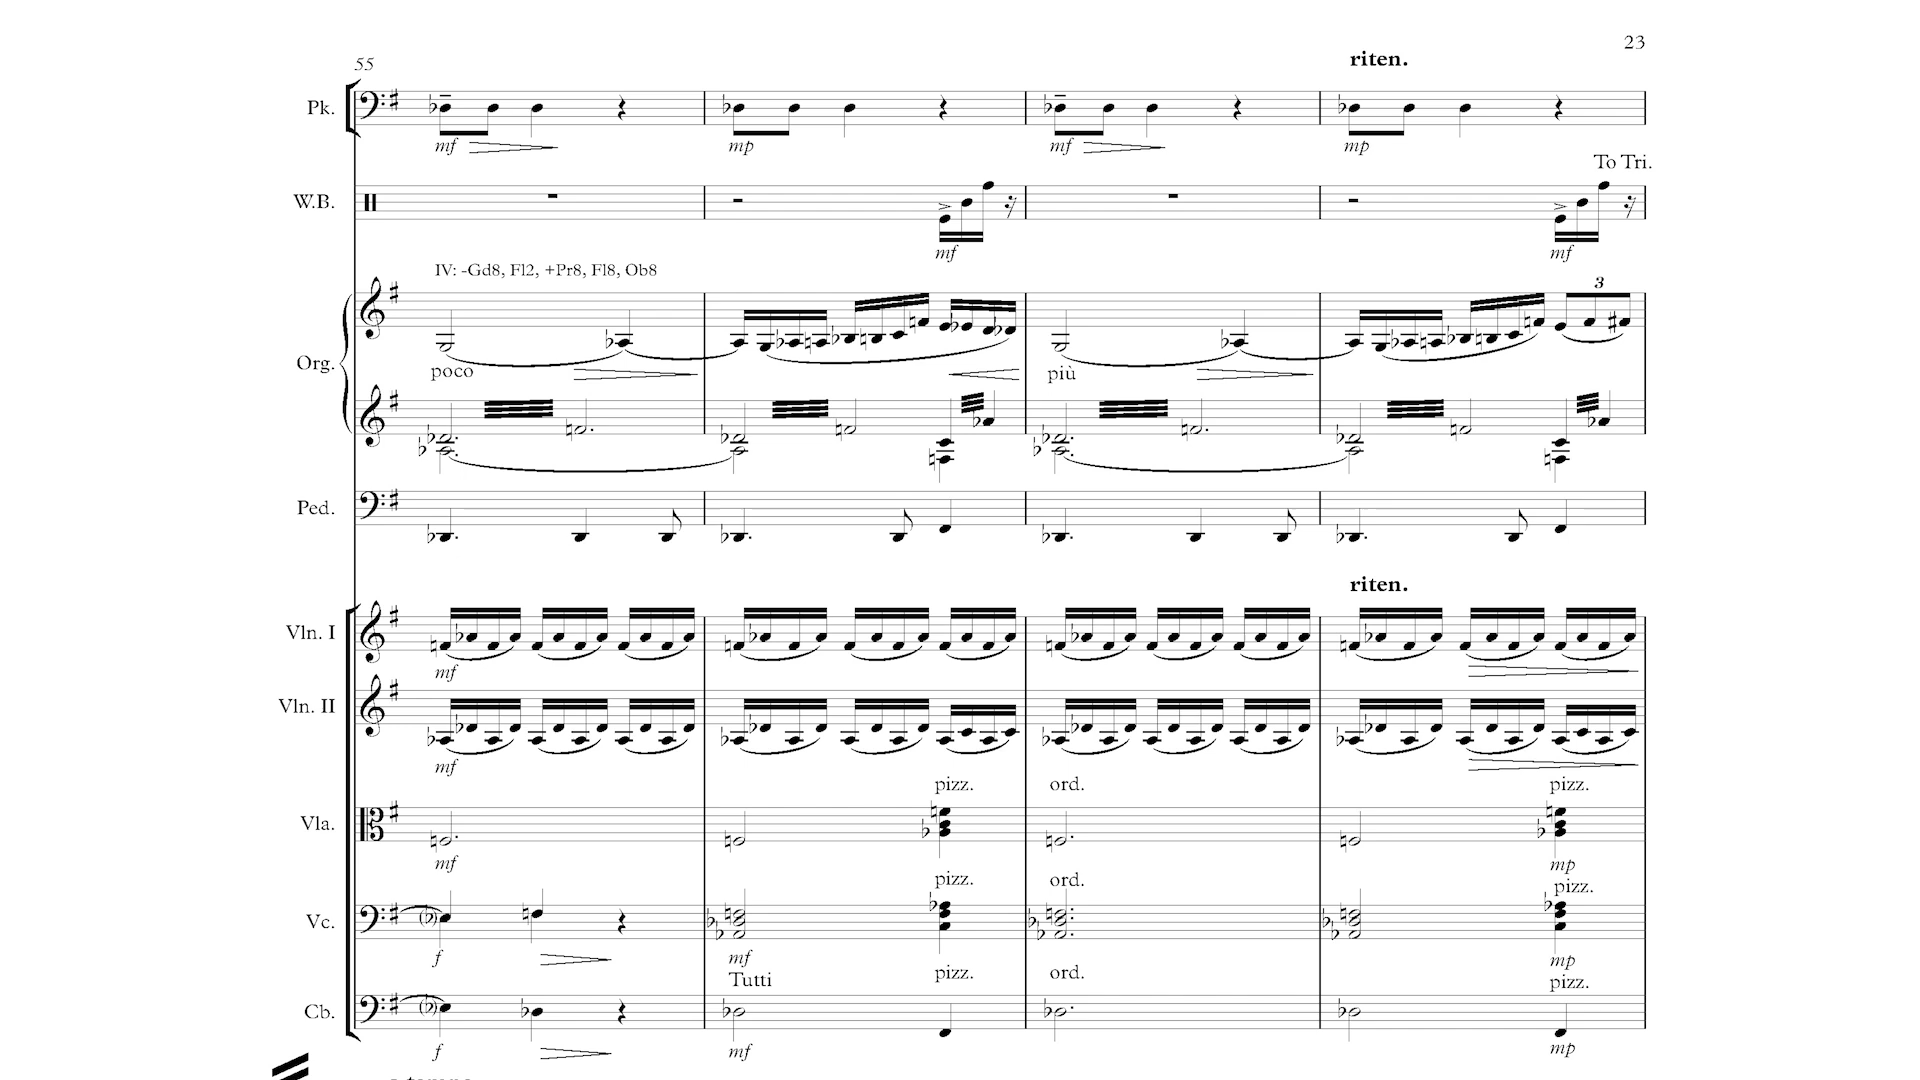 23
riten.
55
Pk.
mf mp mf mp
To Tri.
W.B.
mf mf
IV: -Gd8, Fl2, +Pr8, Fl8, Ob8
3
Org.
poco più
Ped.
riten.
Vln. I
mf
Vln. II
mf
pizz. ord. pizz.
Vla.
mf mp
pizz. ord. pizz.
Vc.
f mf mp
Tutti pizz. ord. pizz.
Cb.
f mf mp